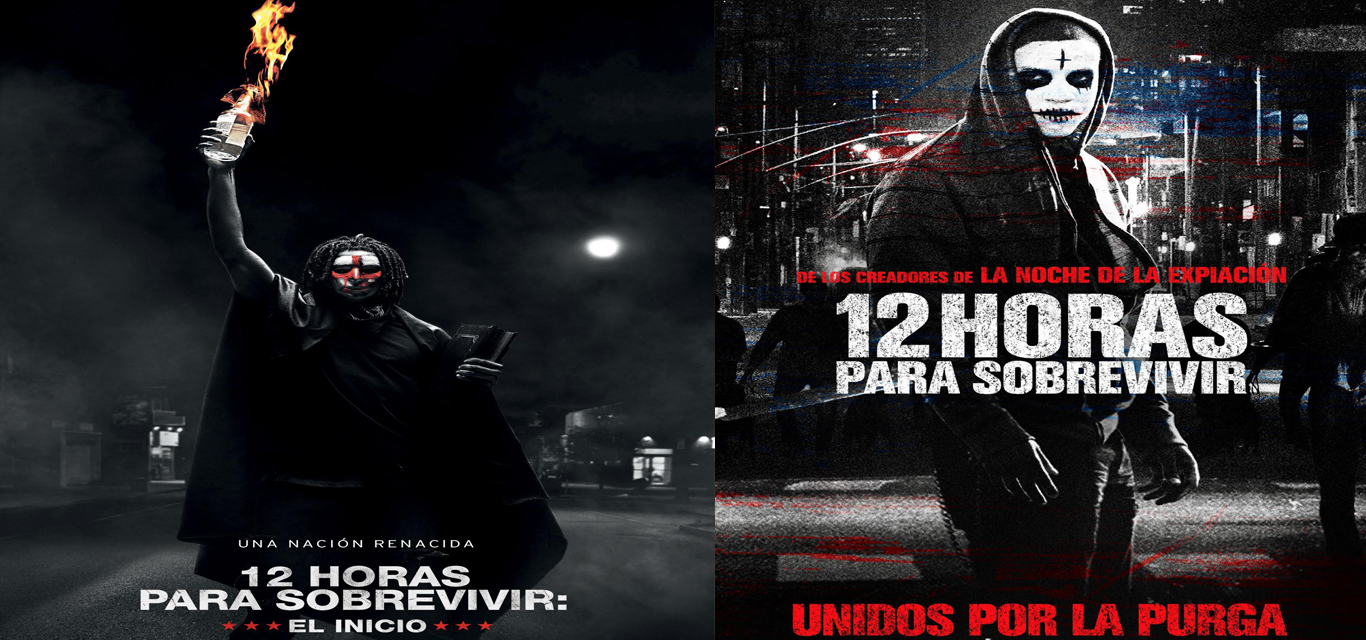 UNA NACIÓN RENACIDA
12 HORAS
PARA SOBREVIVIR:
★★★ EL INICIO ★★★
DE LOS CREADORES DE LA NOCHE DE LA EXPIACIÓN
12 HORAS
PARA SOBREVIVIR
UNIDOS POR LA PURGA